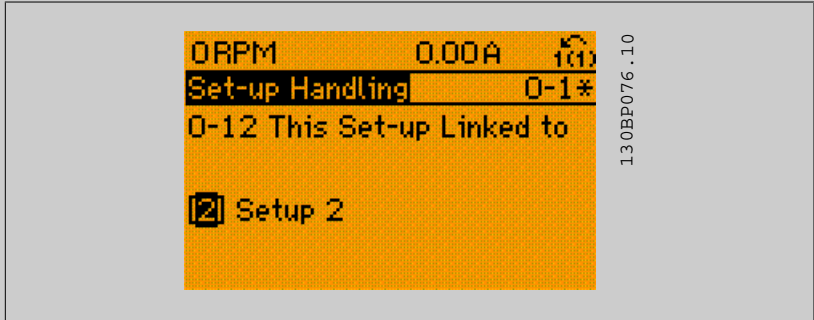 0RPM 0.00A 1(1)
Set-up Handling 0-1*
0-12 This Set-up Linked to
[2] Setup 2
130BP076.10